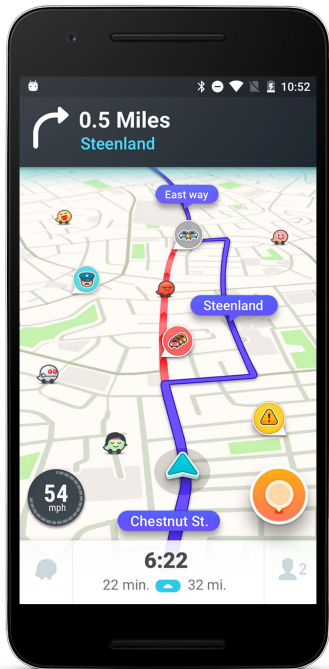 10:52
0.5 Miles
Steenland
East way
Steenland
54
mph
Chestnut St.
6:22
22 min. 32 mi.
2